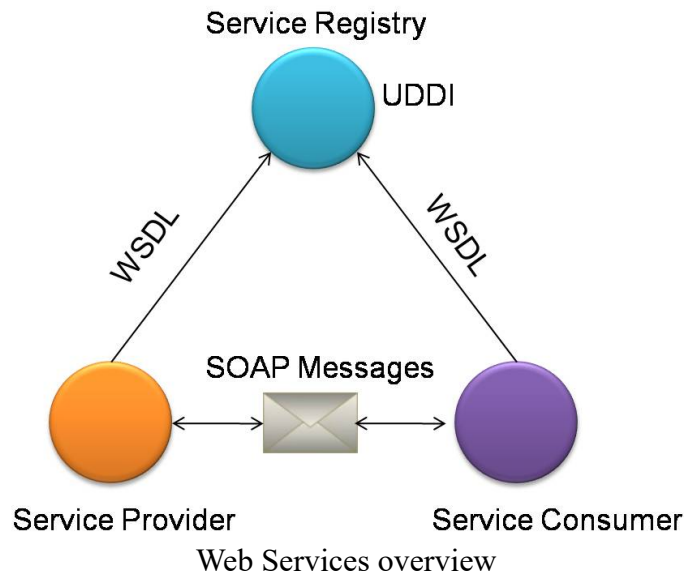 Service Registry
UDDI
WSDL
WSDL
SOAP Messages
Service Provider
Service Consumer
Web Services overview